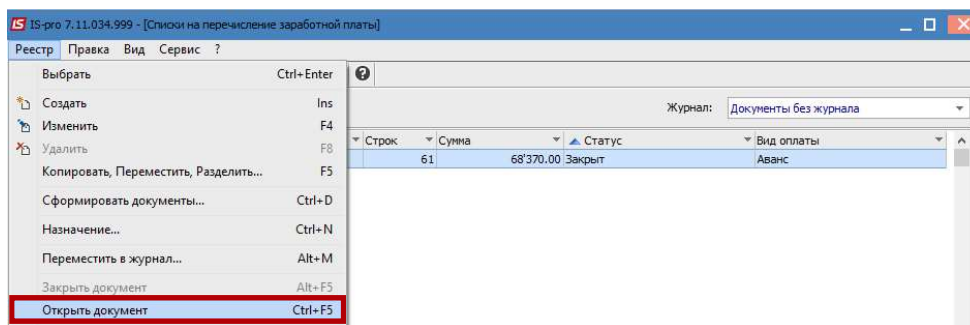 IS-pro 7.11.034.999 - [Списки на перечисление заработной платы]
Реестр Правка Вид Сервис ?
Выбрать Ctrl+Enter
Журнал: Документы без журнала
Создать Ins
Изменить F4
Удалить F8
Копировать, Переместить, Разделить... F5
Сформировать документы... Ctrl+D
Назначение... Ctrl+N
Переместить в журнал... Alt+M
Закрыть документ Alt+F5
Открыть документ Ctrl+F5
Строк Сумма Статус Вид оплаты
61 68'370.00 Закрыт Аванс